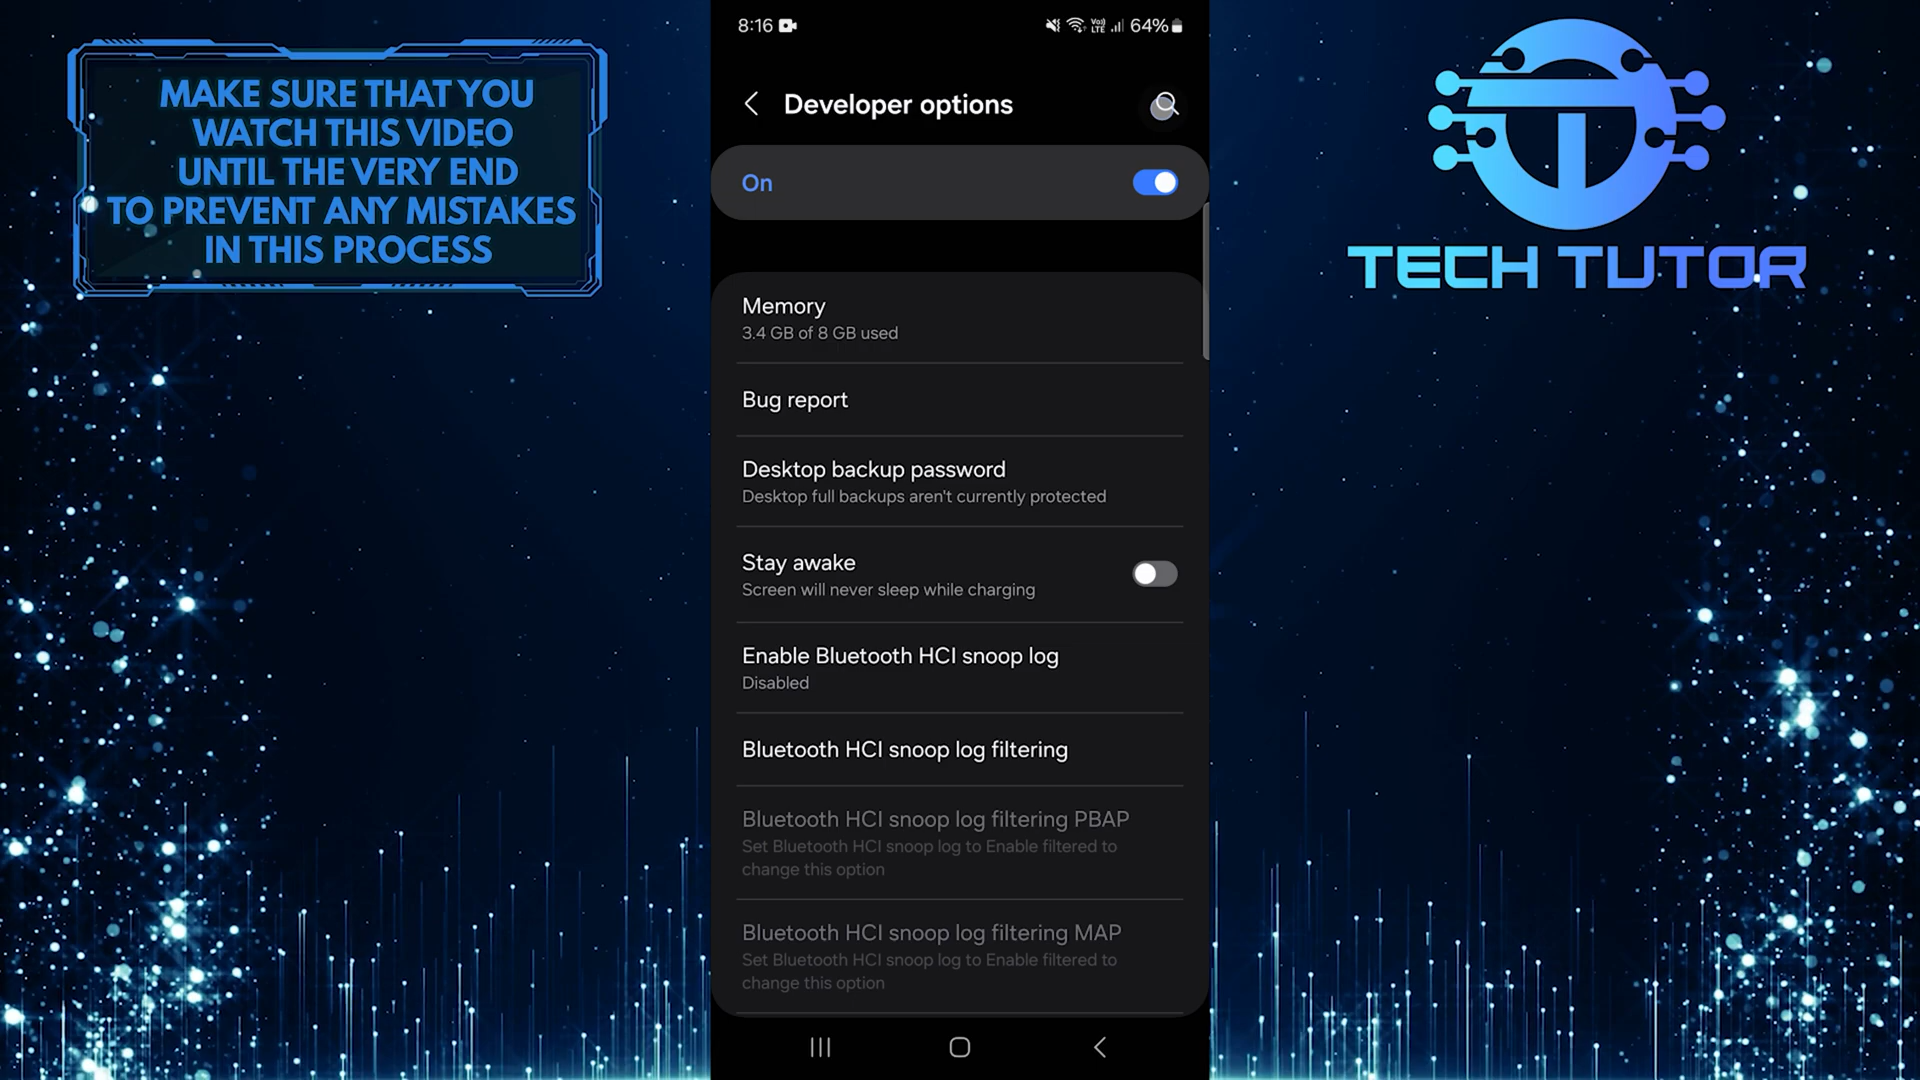 MAKE SURE THAT YOU
WATCH THIS VIDEO
UNTIL THE VERY END
TO PREVENT ANY MISTAKES
IN THIS PROCESS
8:16
Vo))
LTE
64%
Developer options
On
Memory
3.4 GB of 8 GB used
Bug report
Desktop backup password
Desktop full backups aren't currently protected
Stay awake
Screen will never sleep while charging
Enable Bluetooth HCI snoop log
Disabled
Bluetooth HCI snoop log filtering
Bluetooth HCI snoop log filtering PBAP
Set Bluetooth HCI snoop log to Enable filtered to
change this option
Bluetooth HCI snoop log filtering MAP
Set Bluetooth HCI snoop log to Enable filtered to
change this option
TECH TUTOR